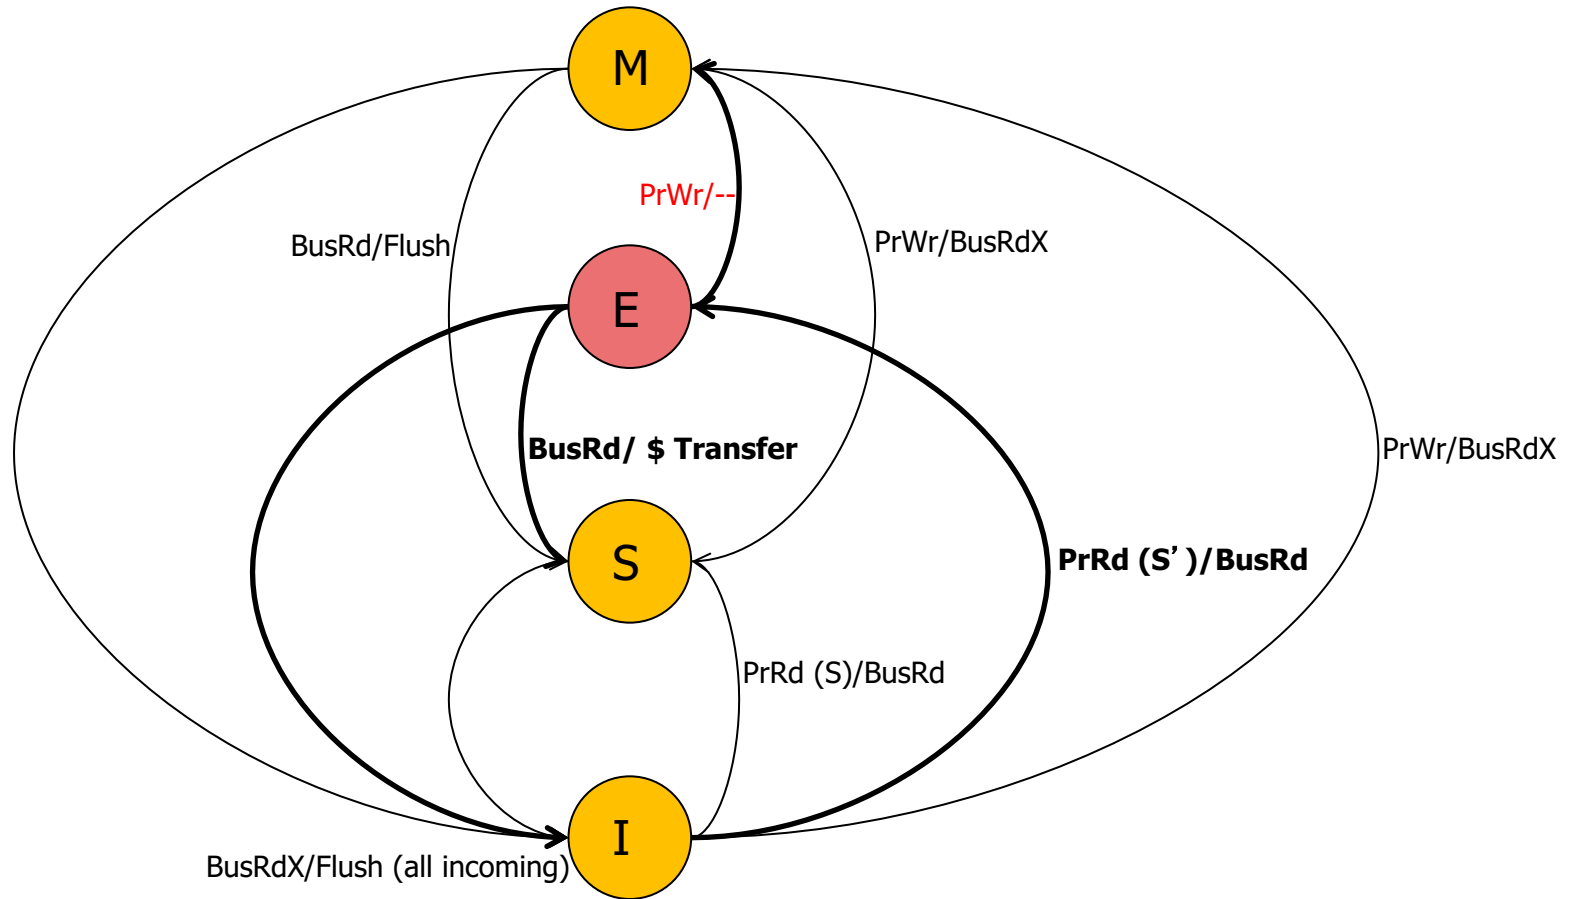 M
PrWr/--
BusRd/Flush
PrWr/BusRdX
E
BusRd/ $ Transfer
PrWr/BusRdX
S
PrRd (S’)/BusRd
PrRd (S)/BusRd
I
BusRdX/Flush (all incoming)